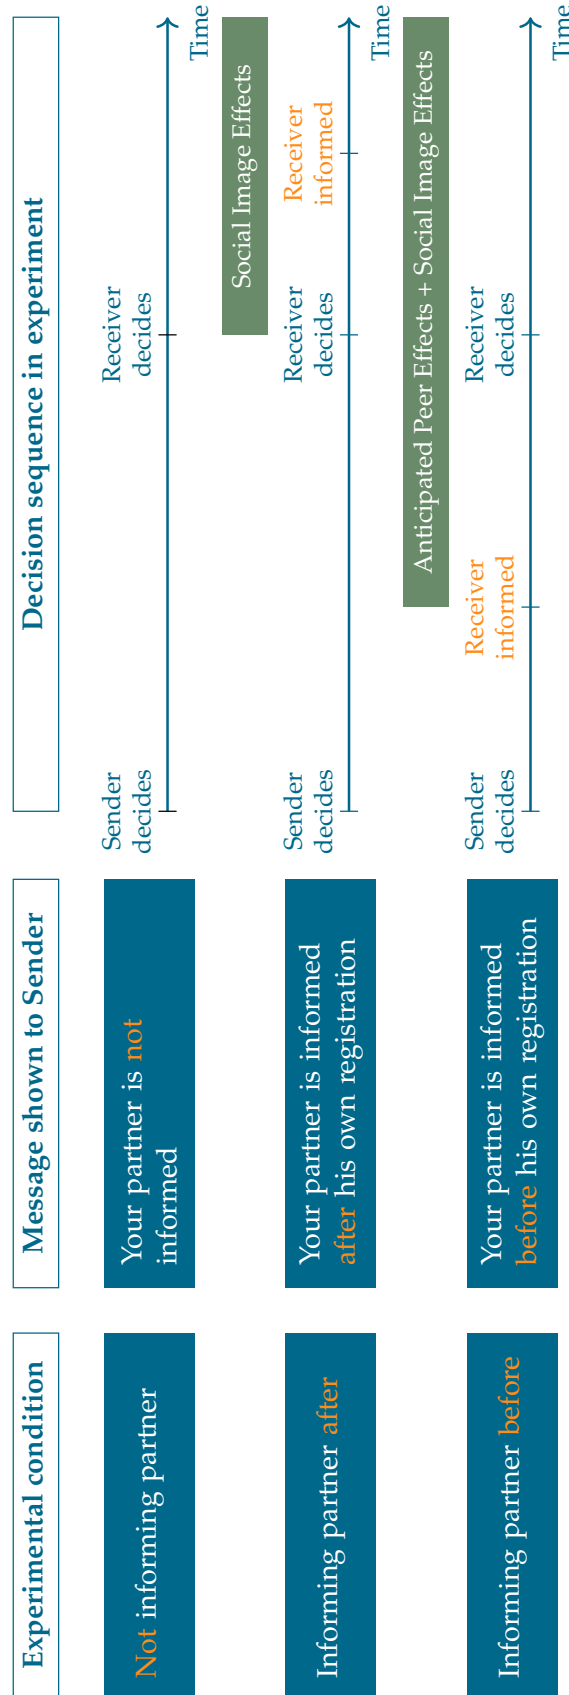 Experimental condition
Message shown to Sender
Decision sequence in experiment
Not informing partner
Your partner is not
informed
Sender
decides
Receiver
decides
Time
Social Image Effects
Informing partner after
Your partner is informed
after his own registration
Sender
decides
Receiver
decides
Receiver
informed
Time
Anticipated Peer Effects + Social Image Effects
Informing partner before
Your partner is informed
before his own registration
Sender
decides
Receiver
informed
Receiver
decides
Time